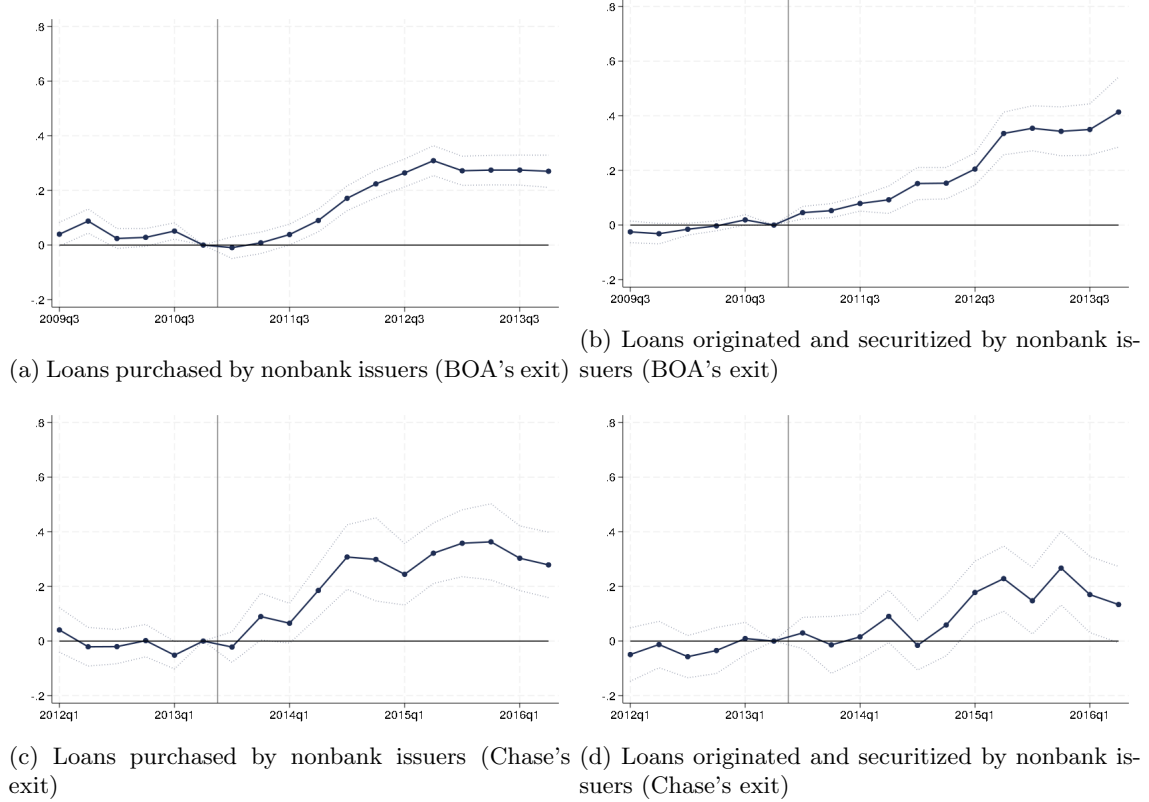 .8
.6
.4
.2
0
-.2
2009q3
2010q3
2011q3
2012q3
2013q3
(a) Loans purchased by nonbank issuers (BOA's exit)
.8
.6
.4
.2
0
-.2
2009q3
2010q3
2011q3
2012q3
2013q3
(b) Loans originated and securitized by nonbank is-
suers (BOA's exit)
.8
.6
.4
.2
0
-.2
2012q1
2013q1
2014q1
2015q1
2016q1
(c) Loans purchased by nonbank issuers (Chase's
exit)
.8
.6
.4
.2
0
-.2
2012q1
2013q1
2014q1
2015q1
2016q1
(d) Loans originated and securitized by nonbank is-
suers (Chase's exit)